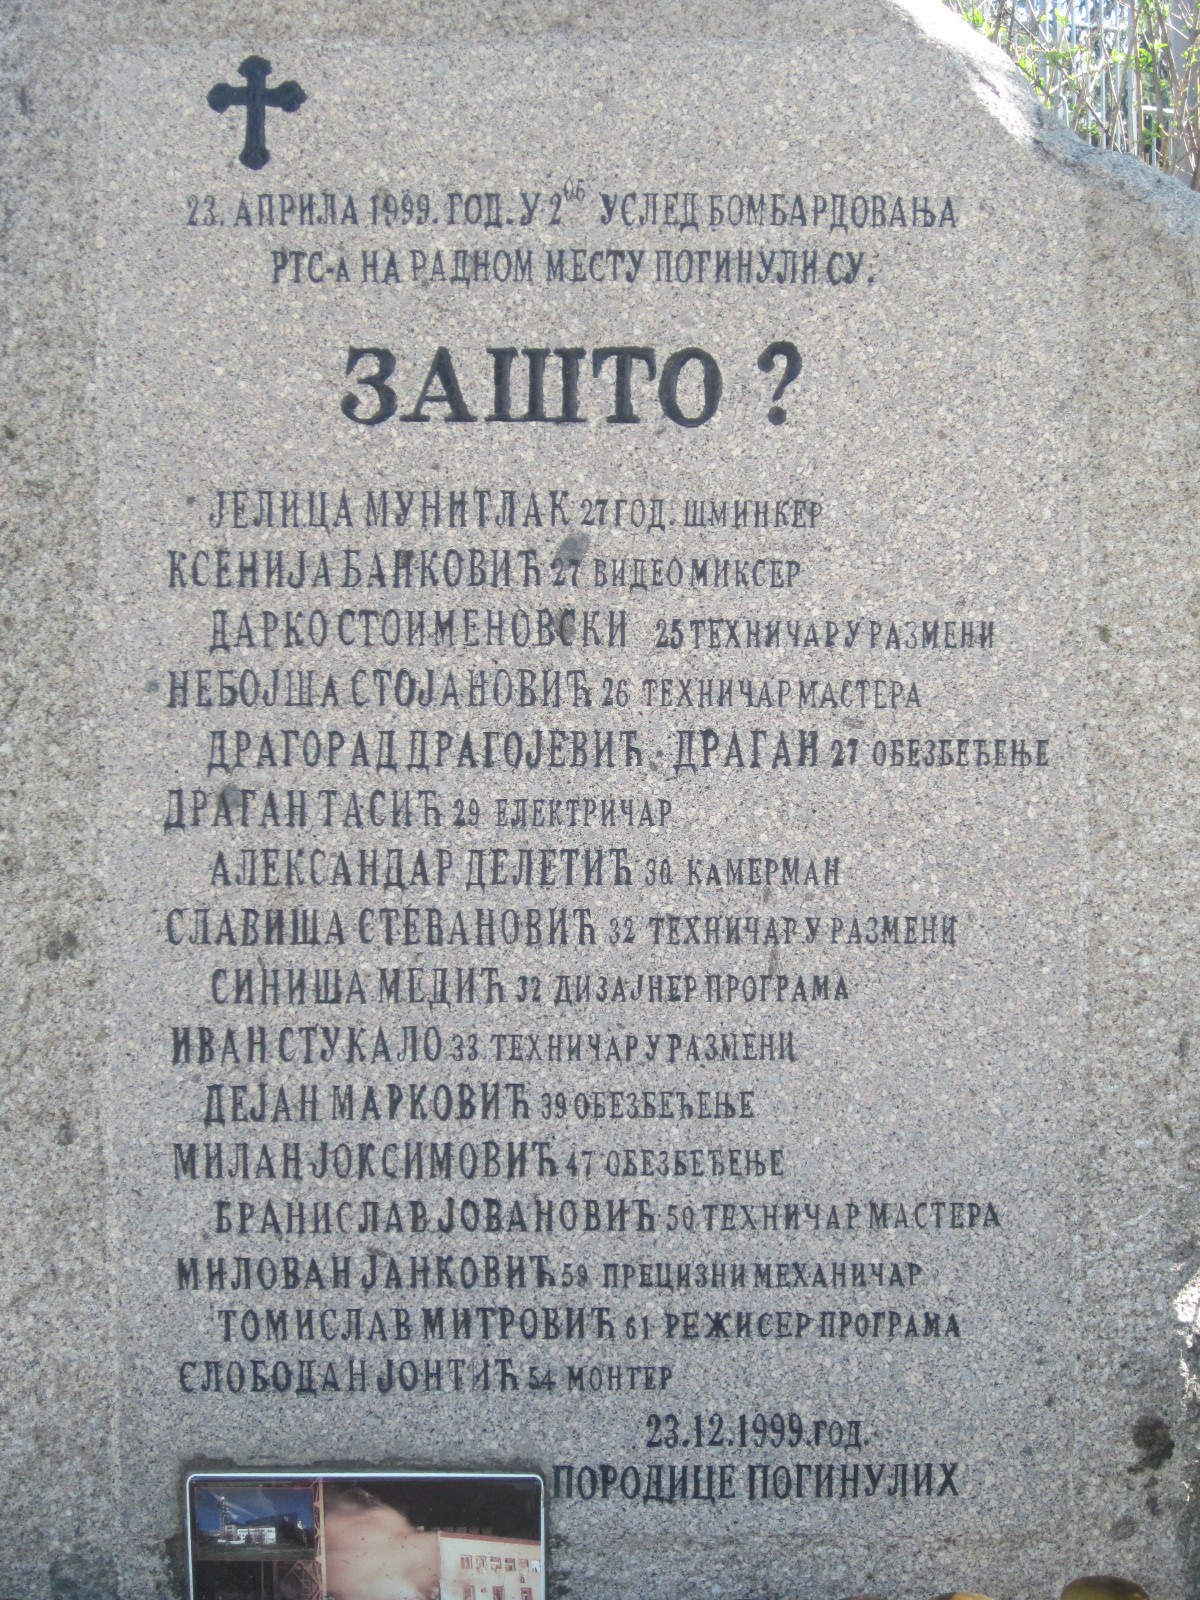 23. АПРИЛА 1999. ГОД. У 2⁰⁶ УСЛЕД БОМБАРДОВАЊА
РТС-а НА РАДНОМ МЕСТУ ПОГИНУЛИ СУ:
ЗАШТО ?
ЈЕЛИЦА МУНИТЛАК 27 ГОД. ШМИНКЕР
КСЕНИЈА БАНКОВИЋ 27 ВИДЕО МИКСЕР
ДАРКО СТОИМЕНОВСКИ 25 ТЕХНИЧАР У РАЗМЕНИ
НЕБОЈША СТОЈАНОВИЋ 26 ТЕХНИЧАР МАСТЕРА
ДРАГОРАД ДРАГОЈЕВИЋ - ДРАГАН 27 ОБЕЗБЕЂЕЊЕ
ДРАГАН ТАСИЋ 29 ЕЛЕКТРИЧАР
АЛЕКСАНДАР ДЕЛЕТИЋ 30 КАМЕРМАН
СЛАВИША СТЕВАНОВИЋ 32 ТЕХНИЧАР У РАЗМЕНИ
СИНИША МЕДИЋ 32 ДИЗАЈНЕР ПРОГРАМА
ИВАН СТУКАЛО 33 ТЕХНИЧАР У РАЗМЕНИ
ДЕЈАН МАРКОВИЋ 39 ОБЕЗБЕЂЕЊЕ
МИЛАН ЈОКСИМОВИЋ 47 ОБЕЗБЕЂЕЊЕ
БРАНИСЛАВ ЈОВАНОВИЋ 50 ТЕХНИЧАР МАСТЕРА
МИЛОВАН ЈАНКОВИЋ 59 ПРЕЦИЗНИ МЕХАНИЧАР
ТОМИСЛАВ МИТРОВИЋ 61 РЕЖИСЕР ПРОГРАМА
СЛОБОДАН ЈОНТИЋ 54 МОНТЕР
23.12.1999.ГОД.
ПОРОДИЦЕ ПОГИНУЛИХ